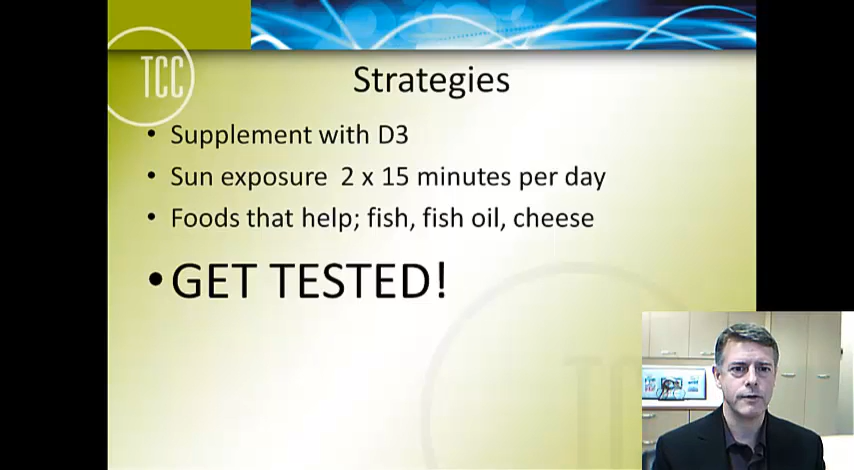 TCC
Strategies
• Supplement with D3
• Sun exposure 2 x 15 minutes per day
• Foods that help; fish, fish oil, cheese
• GET TESTED!
TC